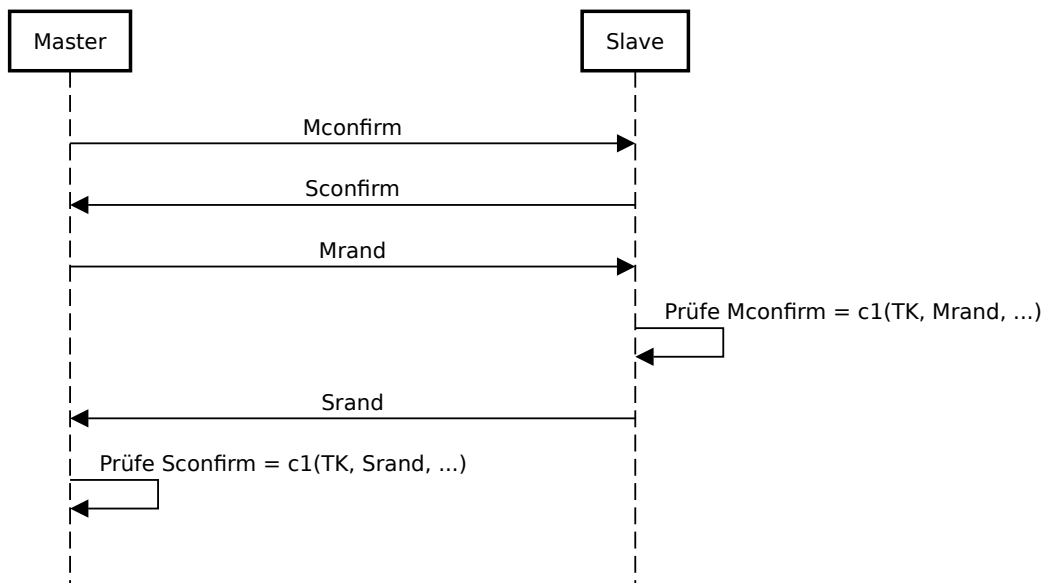 Master
Slave
Mconfirm
Sconfirm
Mrand
Prüfe Mconfirm = c1(TK, Mrand, ...)
Srand
Prüfe Sconfirm = c1(TK, Srand, ...)